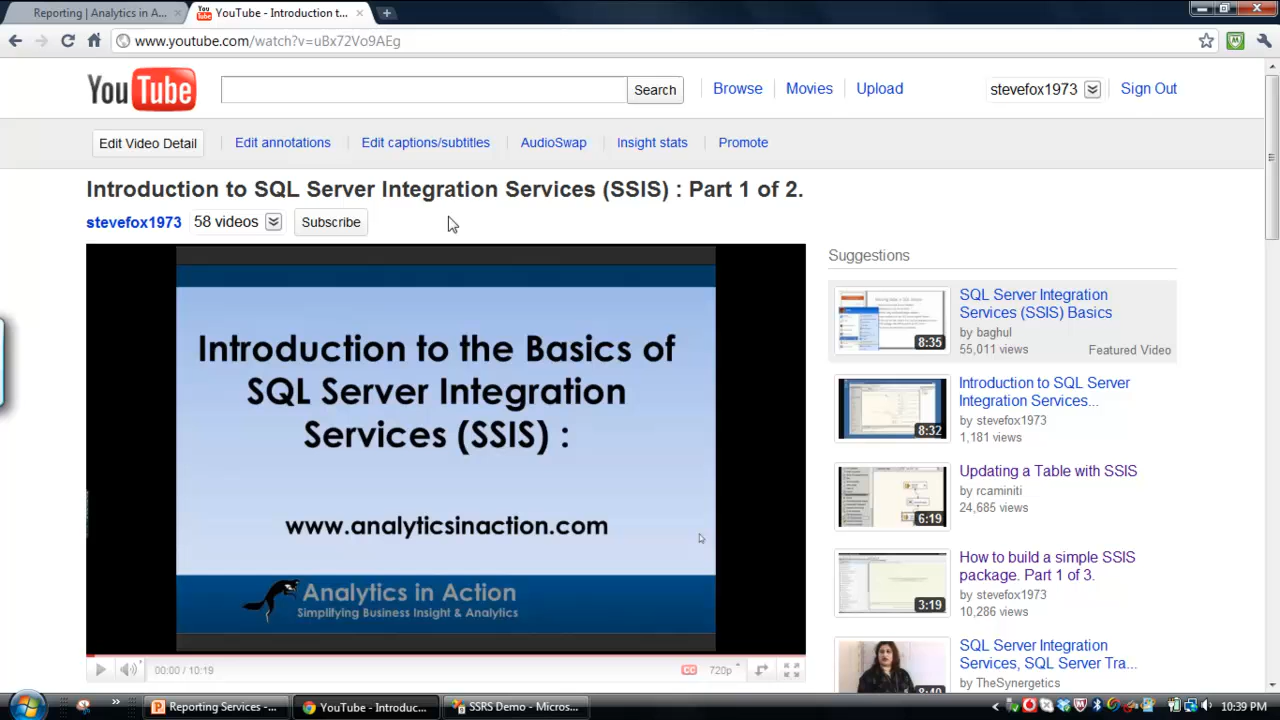 Reporting | Analytics in A...
YouTube - Introduction t...
www.youtube.com/watch?v=uBx72Vo9AEg
YouTube
Search
Browse
Movies
Upload
stevefox1973
Sign Out
Edit Video Detail
Edit annotations
Edit captions/subtitles
AudioSwap
Insight stats
Promote
Introduction to SQL Server Integration Services (SSIS) : Part 1 of 2.
stevefox1973
58 videos
Subscribe
Introduction to the Basics of
SQL Server Integration
Services (SSIS) :
www.analyticsinaction.com
Analytics in Action
Simplifying Business Insight & Analytics
00:00 / 10:19
CC
720p
Suggestions
8:35
SQL Server Integration
Services (SSIS) Basics
by baghul
55,011 views
Featured Video
8:32
Introduction to SQL Server
Integration Services...
by stevefox1973
1,181 views
6:19
Updating a Table with SSIS
by rcaminiti
24,685 views
3:19
How to build a simple SSIS
package. Part 1 of 3.
by stevefox1973
10,286 views
8:40
SQL Server Integration
Services, SQL Server Tra...
by TheSynergetics
Reporting Services -...
YouTube - Introduc...
SSRS Demo - Micros...
10:39 PM